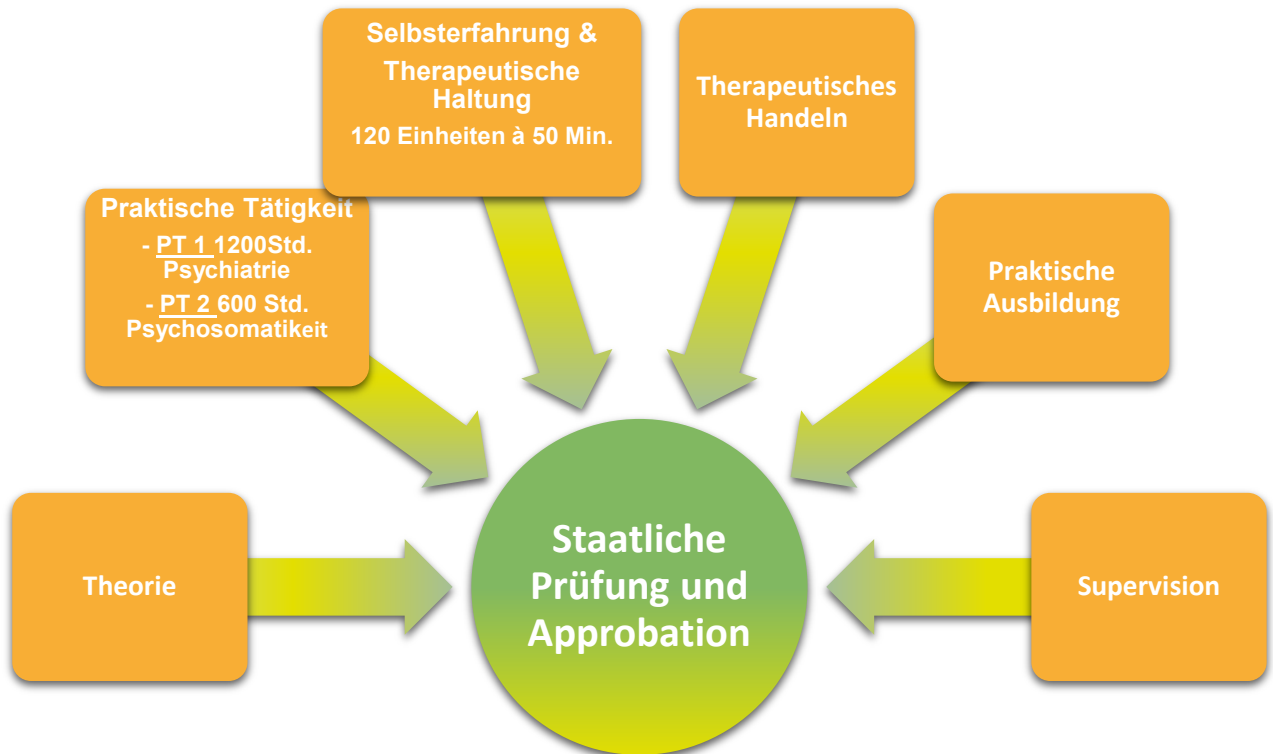 Selbsterfahrung &
Therapeutische
Haltung
120 Einheiten à 50 Min.
Therapeutisches
Handeln
Praktische Tätigkeit
- PT 1 1200Std.
Psychiatrie
- PT 2 600 Std.
Psychosomatikeit
Praktische
Ausbildung
Theorie
Staatliche
Prüfung und
Approbation
Supervision